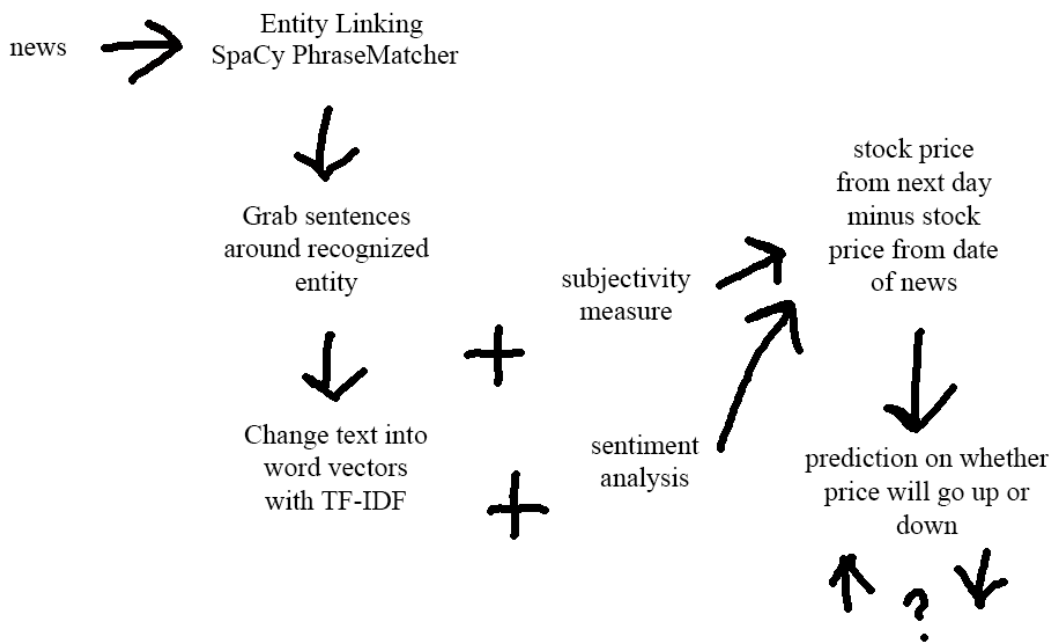 news
Entity Linking
SpaCy PhraseMatcher
Grab sentences
around recognized
entity
Change text into
word vectors
with TF-IDF
+
+
subjectivity
measure
sentiment
analysis
stock price
from next day
minus stock
price from date
of news
prediction on whether
price will go up or
down
?